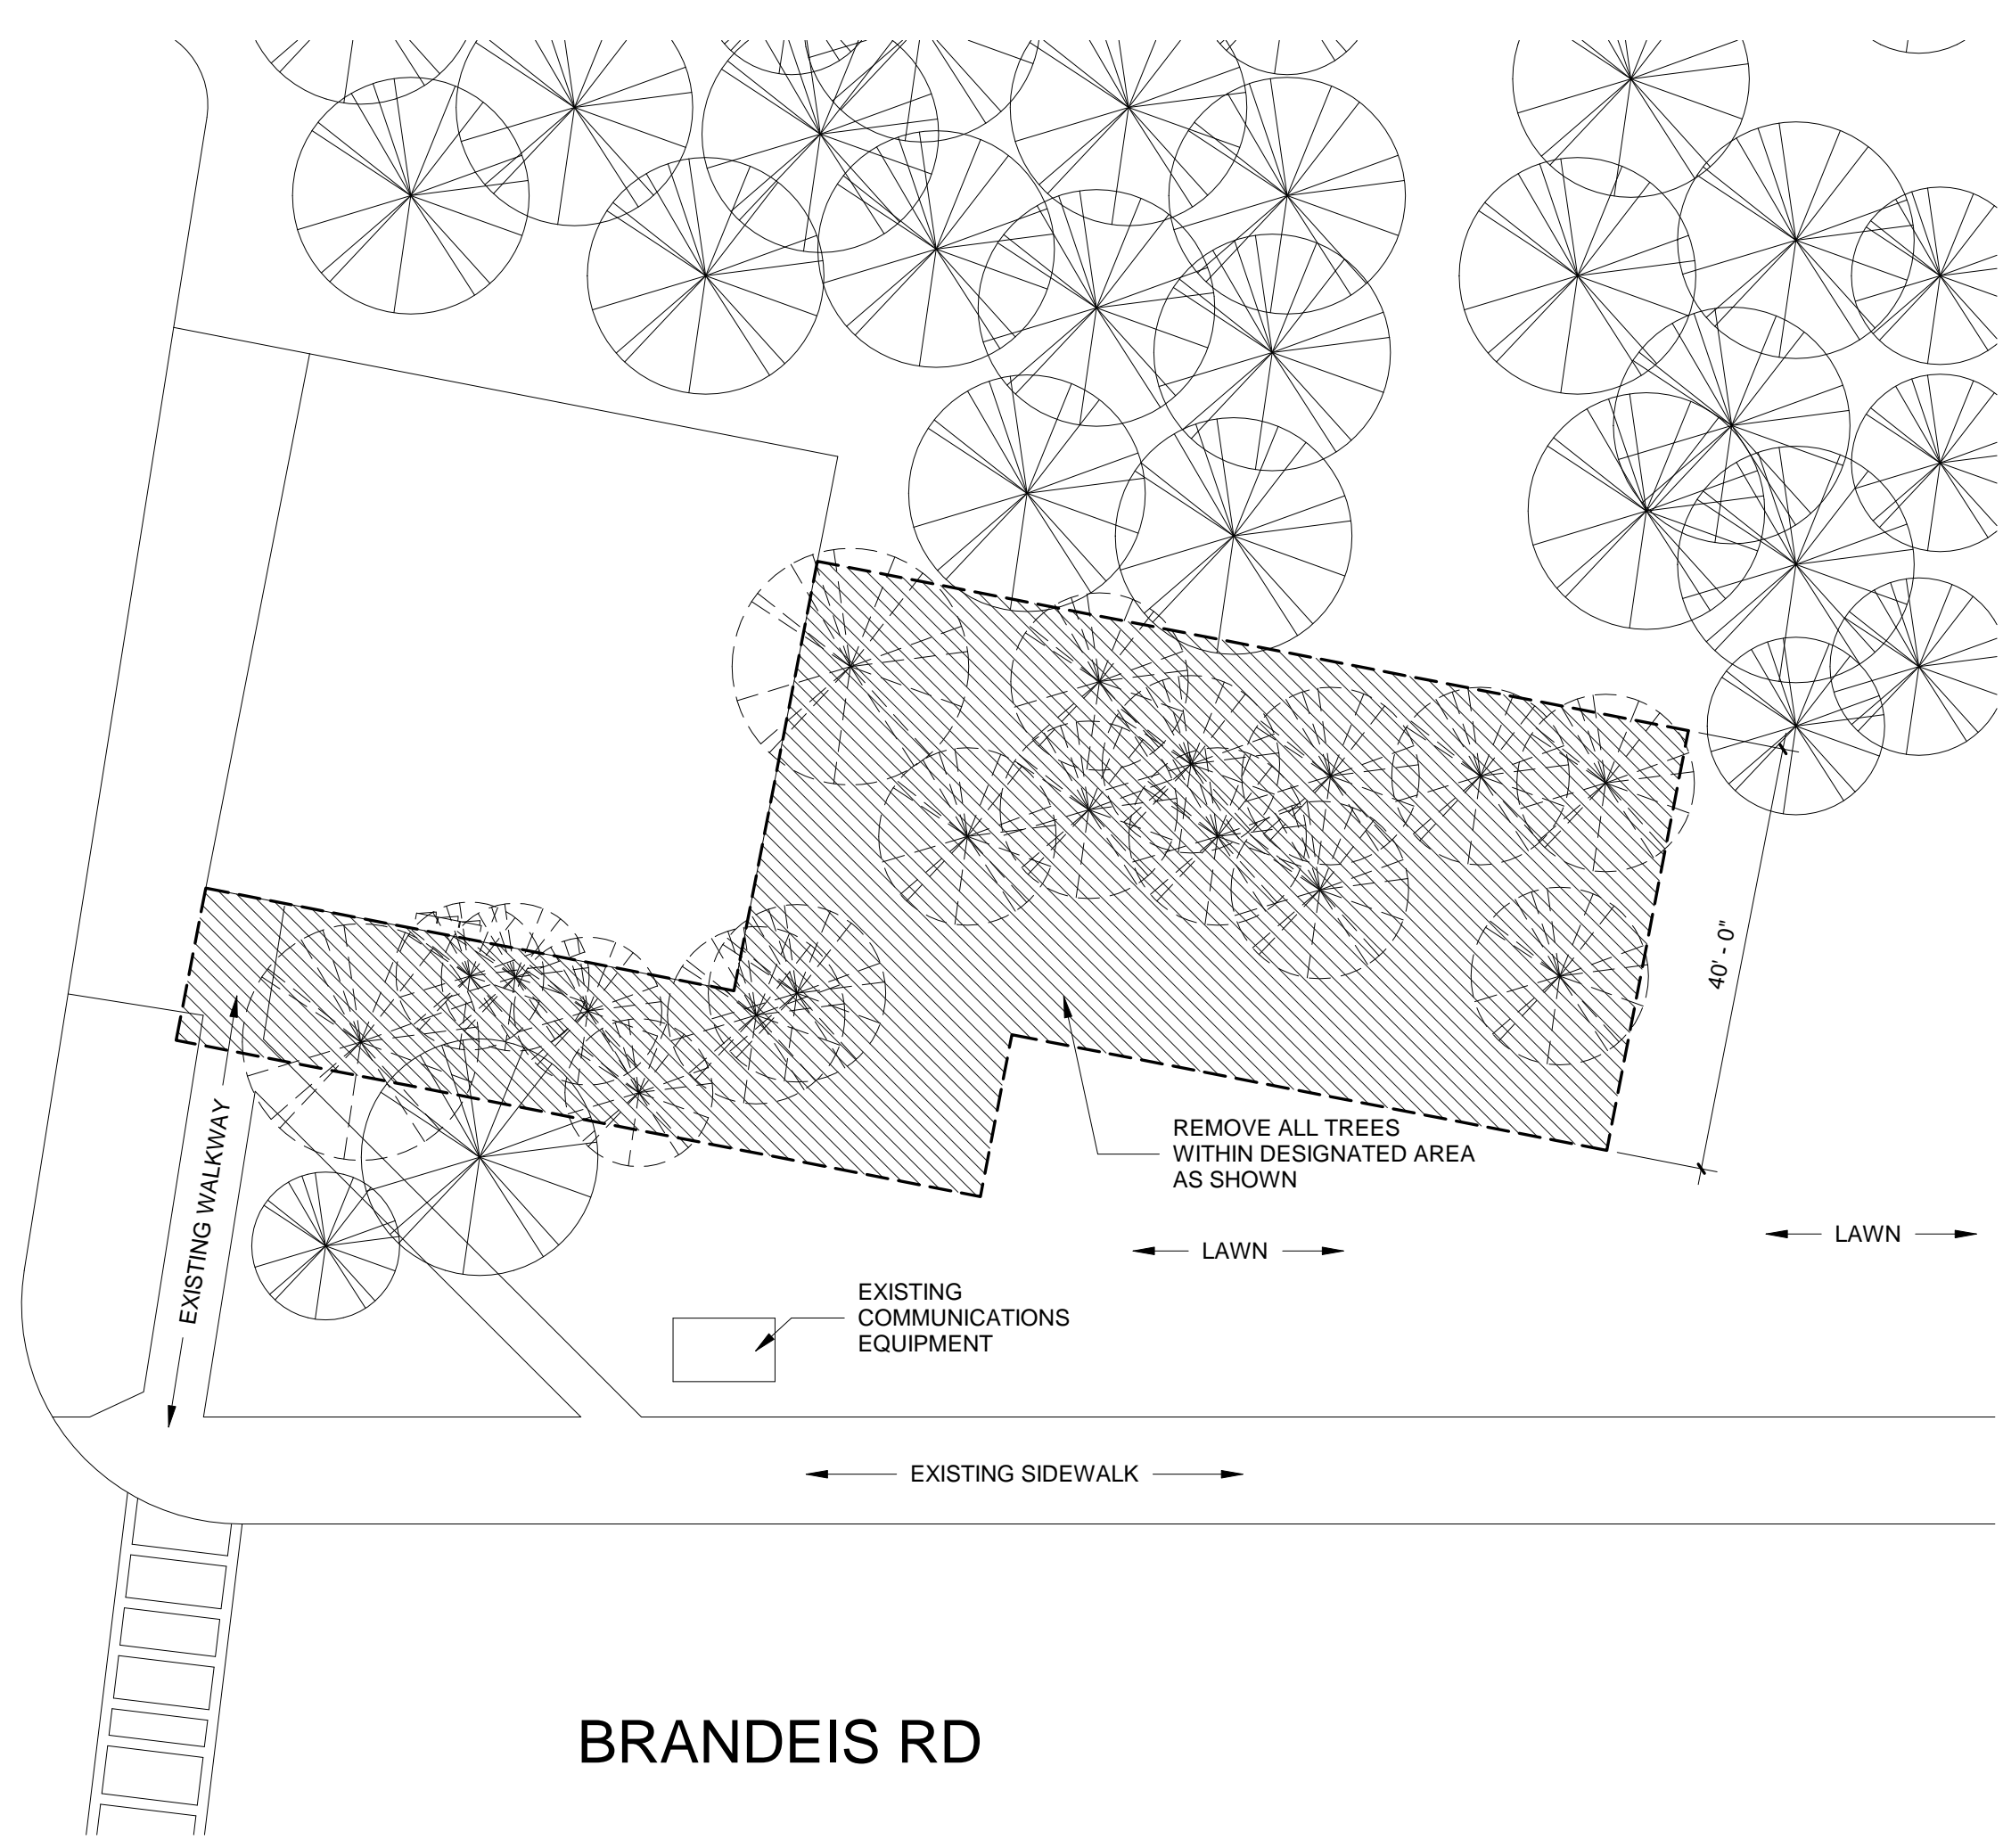 40' - 0"
EXISTING WALKWAY
REMOVE ALL TREES
WITHIN DESIGNATED AREA
AS SHOWN
LAWN
LAWN
EXISTING
COMMUNICATIONS
EQUIPMENT
EXISTING SIDEWALK
BRANDEIS RD